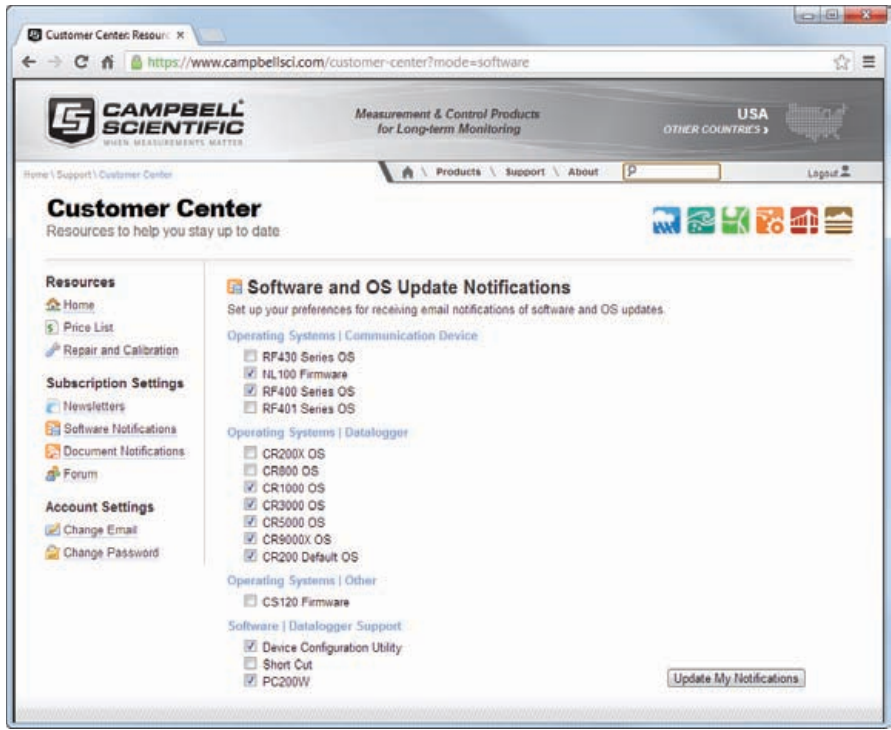 Customer Center: Resourc ×
https://www.campbellsci.com/customer-center?mode=software
CAMPBELL SCIENTIFIC
WHEN MEASUREMENTS MATTER
Measurement & Control Products
for Long-term Monitoring
USA
OTHER COUNTRIES
Home \ Support \ Customer Center
Products \ Support \ About
Logout
Customer Center
Resources to help you stay up to date
Resources
Home
Price List
Repair and Calibration
Subscription Settings
Newsletters
Software Notifications
Document Notifications
Forum
Account Settings
Change Email
Change Password
Software and OS Update Notifications
Set up your preferences for receiving email notifications of software and OS updates.
Operating Systems | Communication Device
RF430 Series OS
NL100 Firmware
RF400 Series OS
RF401 Series OS
Operating Systems | Datalogger
CR200X OS
CR800 OS
CR1000 OS
CR3000 OS
CR5000 OS
CR9000X OS
CR200 Default OS
Operating Systems | Other
CS120 Firmware
Software | Datalogger Support
Device Configuration Utility
Short Cut
PC200W
Update My Notifications